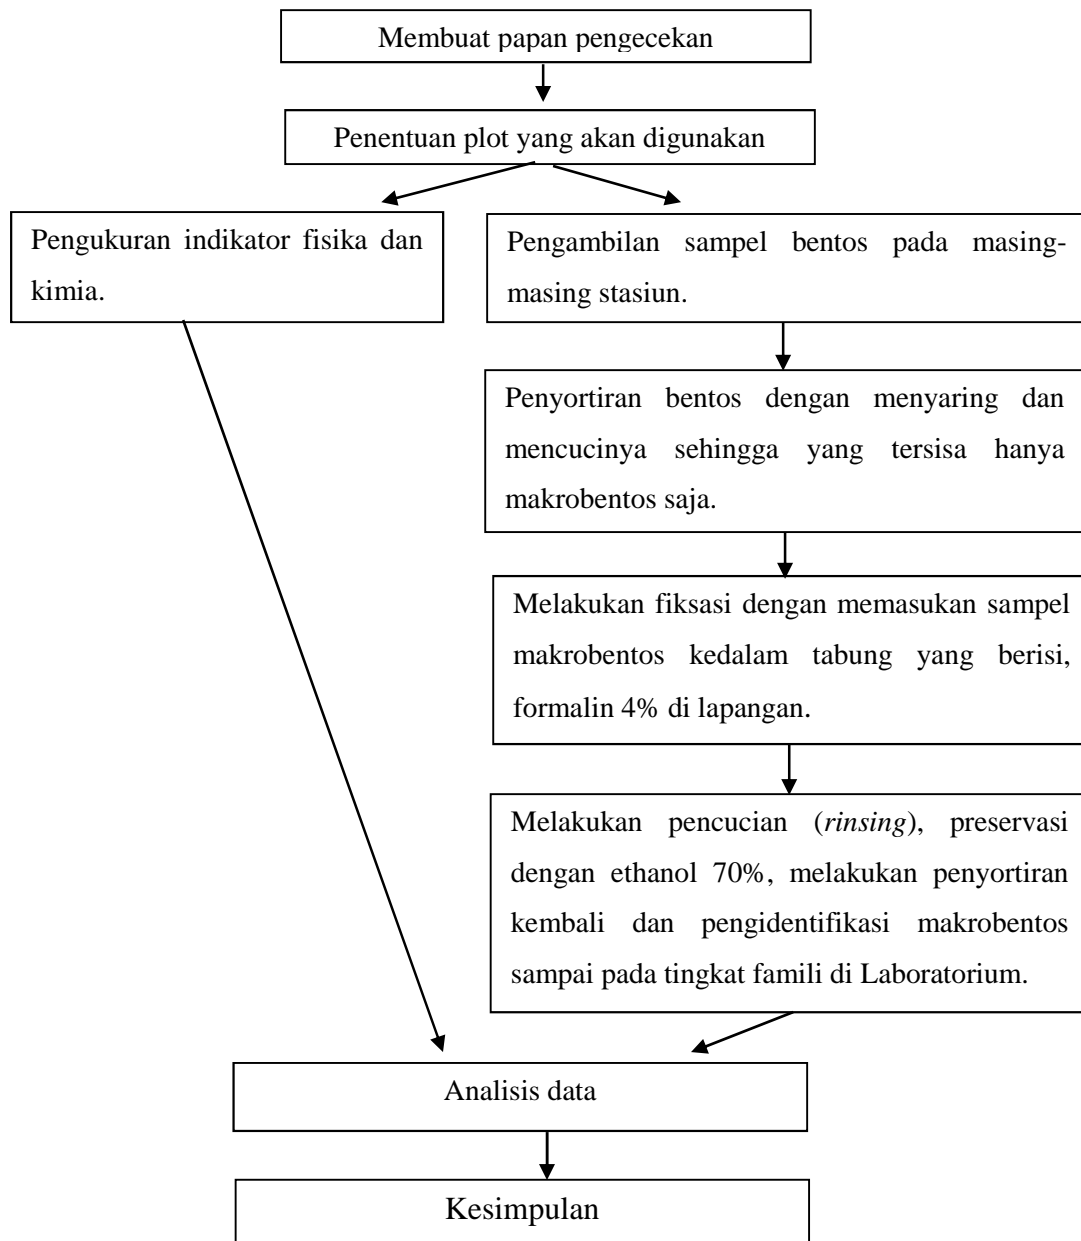 Membuat papan pengecekan
Penentuan plot yang akan digunakan
Pengukuran indikator fisika dan
kimia.
Pengambilan sampel bentos pada masing-
masing stasiun.
Penyortiran bentos dengan menyaring dan
mencucinya sehingga yang tersisa hanya
makrobentos saja.
Melakukan fiksasi dengan memasukan sampel
makrobentos kedalam tabung yang berisi,
formalin 4% di lapangan.
Melakukan pencucian (rinsing), preservasi
dengan ethanol 70%, melakukan penyortiran
kembali dan pengidentifikasi makrobentos
sampai pada tingkat famili di Laboratorium.
Analisis data
Kesimpulan